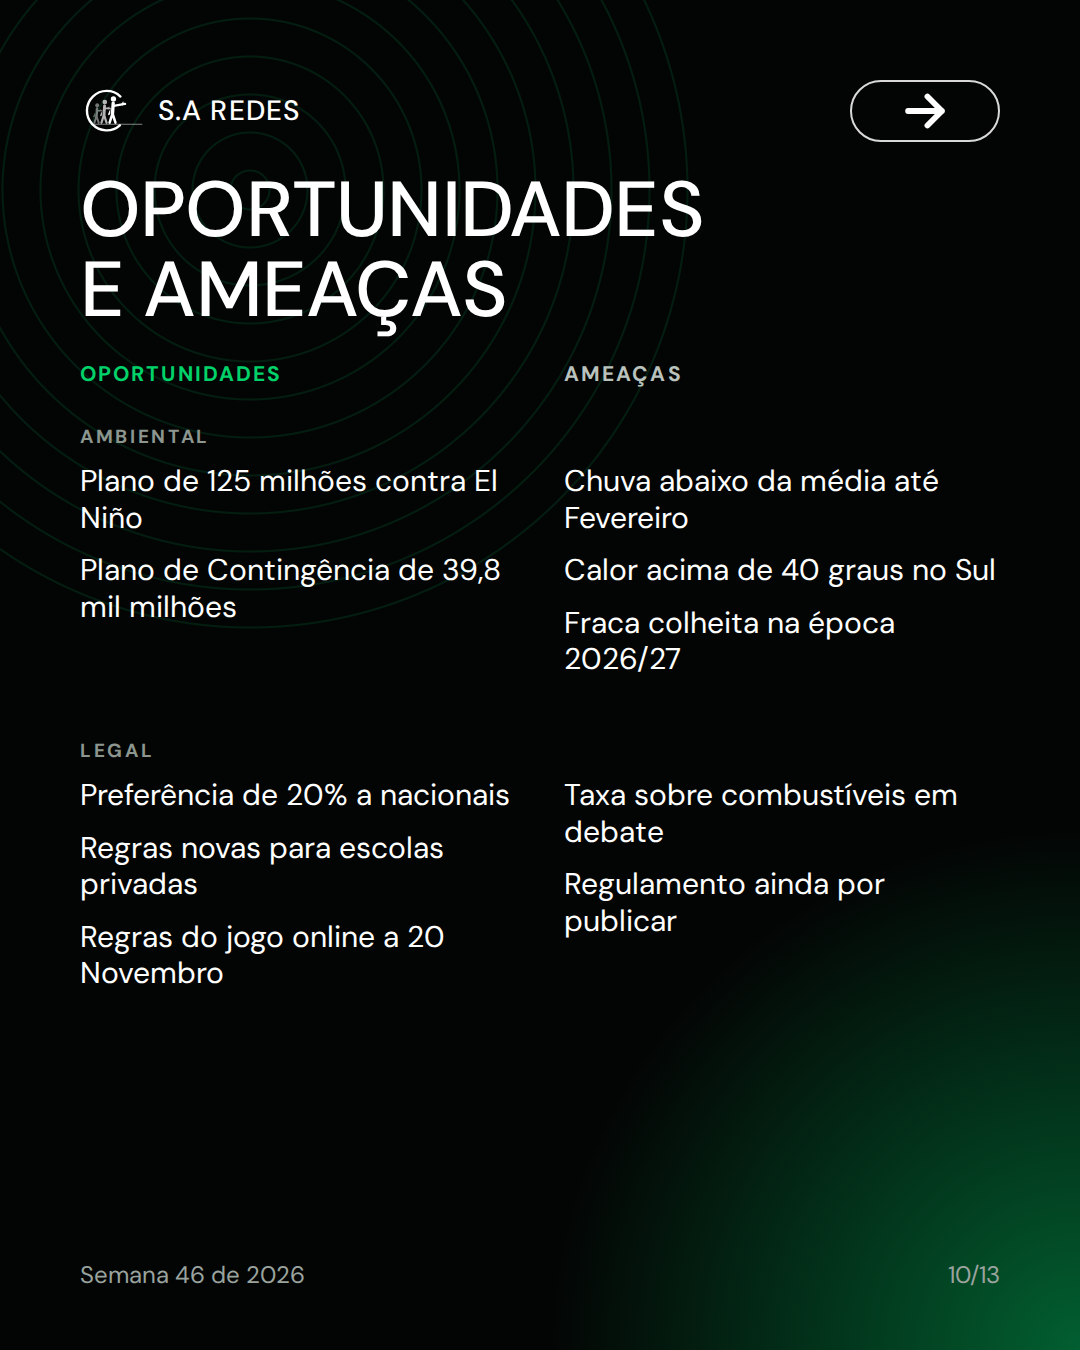 S.A REDES
OPORTUNIDADES
E AMEAÇAS
OPORTUNIDADES
AMEAÇAS
AMBIENTAL
Plano de 125 milhões contra El
Niño
Plano de Contingência de 39,8
mil milhões
Chuva abaixo da média até
Fevereiro
Calor acima de 40 graus no Sul
Fraca colheita na época
2026/27
LEGAL
Preferência de 20% a nacionais
Regras novas para escolas
privadas
Regras do jogo online a 20
Novembro
Taxa sobre combustíveis em
debate
Regulamento ainda por
publicar
Semana 46 de 2026
10/13